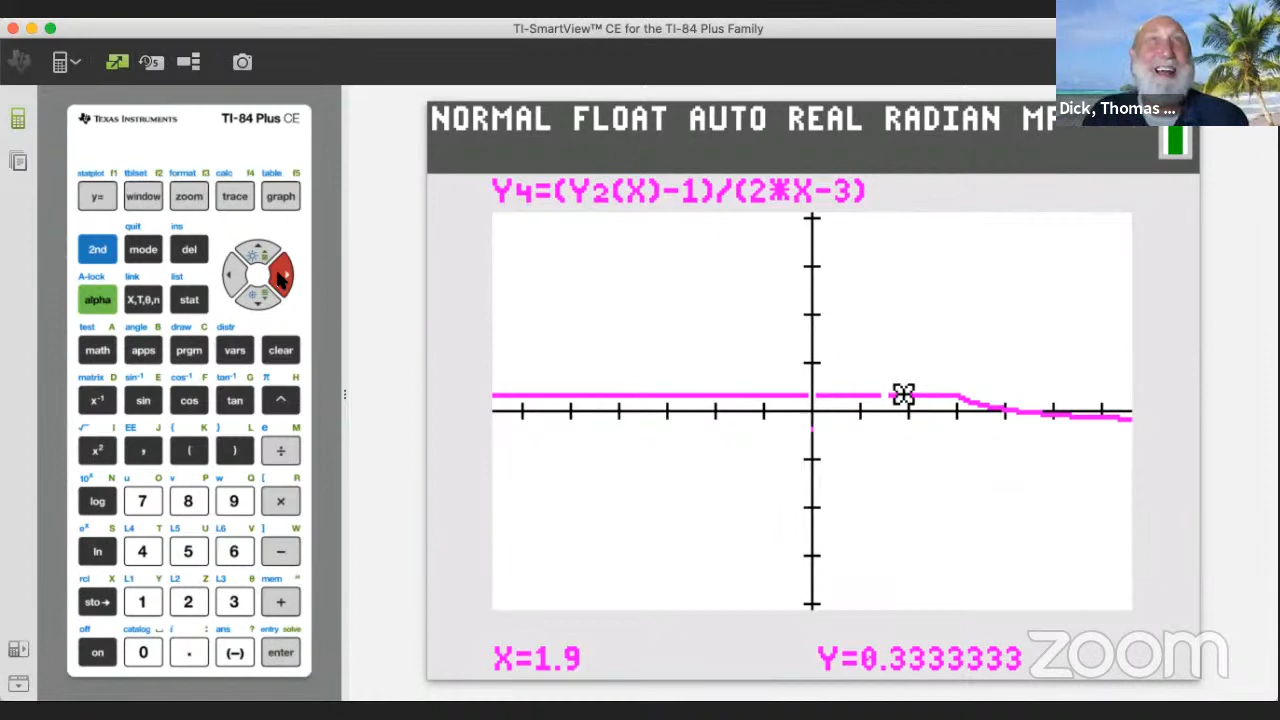 TI-SmartView™ CE for the TI-84 Plus Family
Dick, Thomas ...
NORMAL FLOAT AUTO REAL RADIAN MP
Y4=(Y2(X)-1)/(2*X-3)
X=1.9 Y=0.3333333
zoom
TEXAS INSTRUMENTS TI-84 Plus CE
statplot f1 tblset f2 format f3 calc f4 table f5
y= window zoom trace graph
quit ins
2nd mode del
A-lock link list
alpha X,T,θ,n stat
test A angle B draw C distr
math apps prgm vars clear
matrix D sin⁻¹ E cos⁻¹ F tan⁻¹ G π H
x⁻¹ sin cos tan ^
√ I EE J { K } L e M
x² , ( ) ÷
10ˣ N u O v P w Q [ R
log 7 8 9 ×
eˣ S L4 T L5 U L6 V ] W
ln 4 5 6 −
rcl X L1 Y L2 Z L3 θ mem "
sto→ 1 2 3 +
off catalog ⎵ i : ans ? entry solve
on 0 . (−) enter